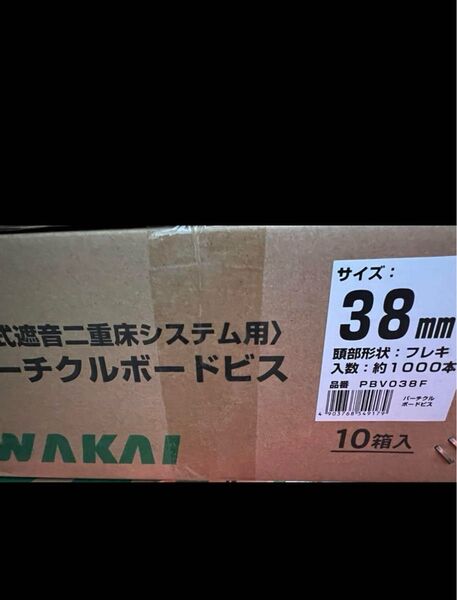 式遮音二重床システム用〉
ーチクルボードビス
WAKAI
サイズ：
38mm
頭部形状：フレキ
入数：約1000本
品番 PBV038F
4 903768 549179
パーチクル
ボードビス
10箱入